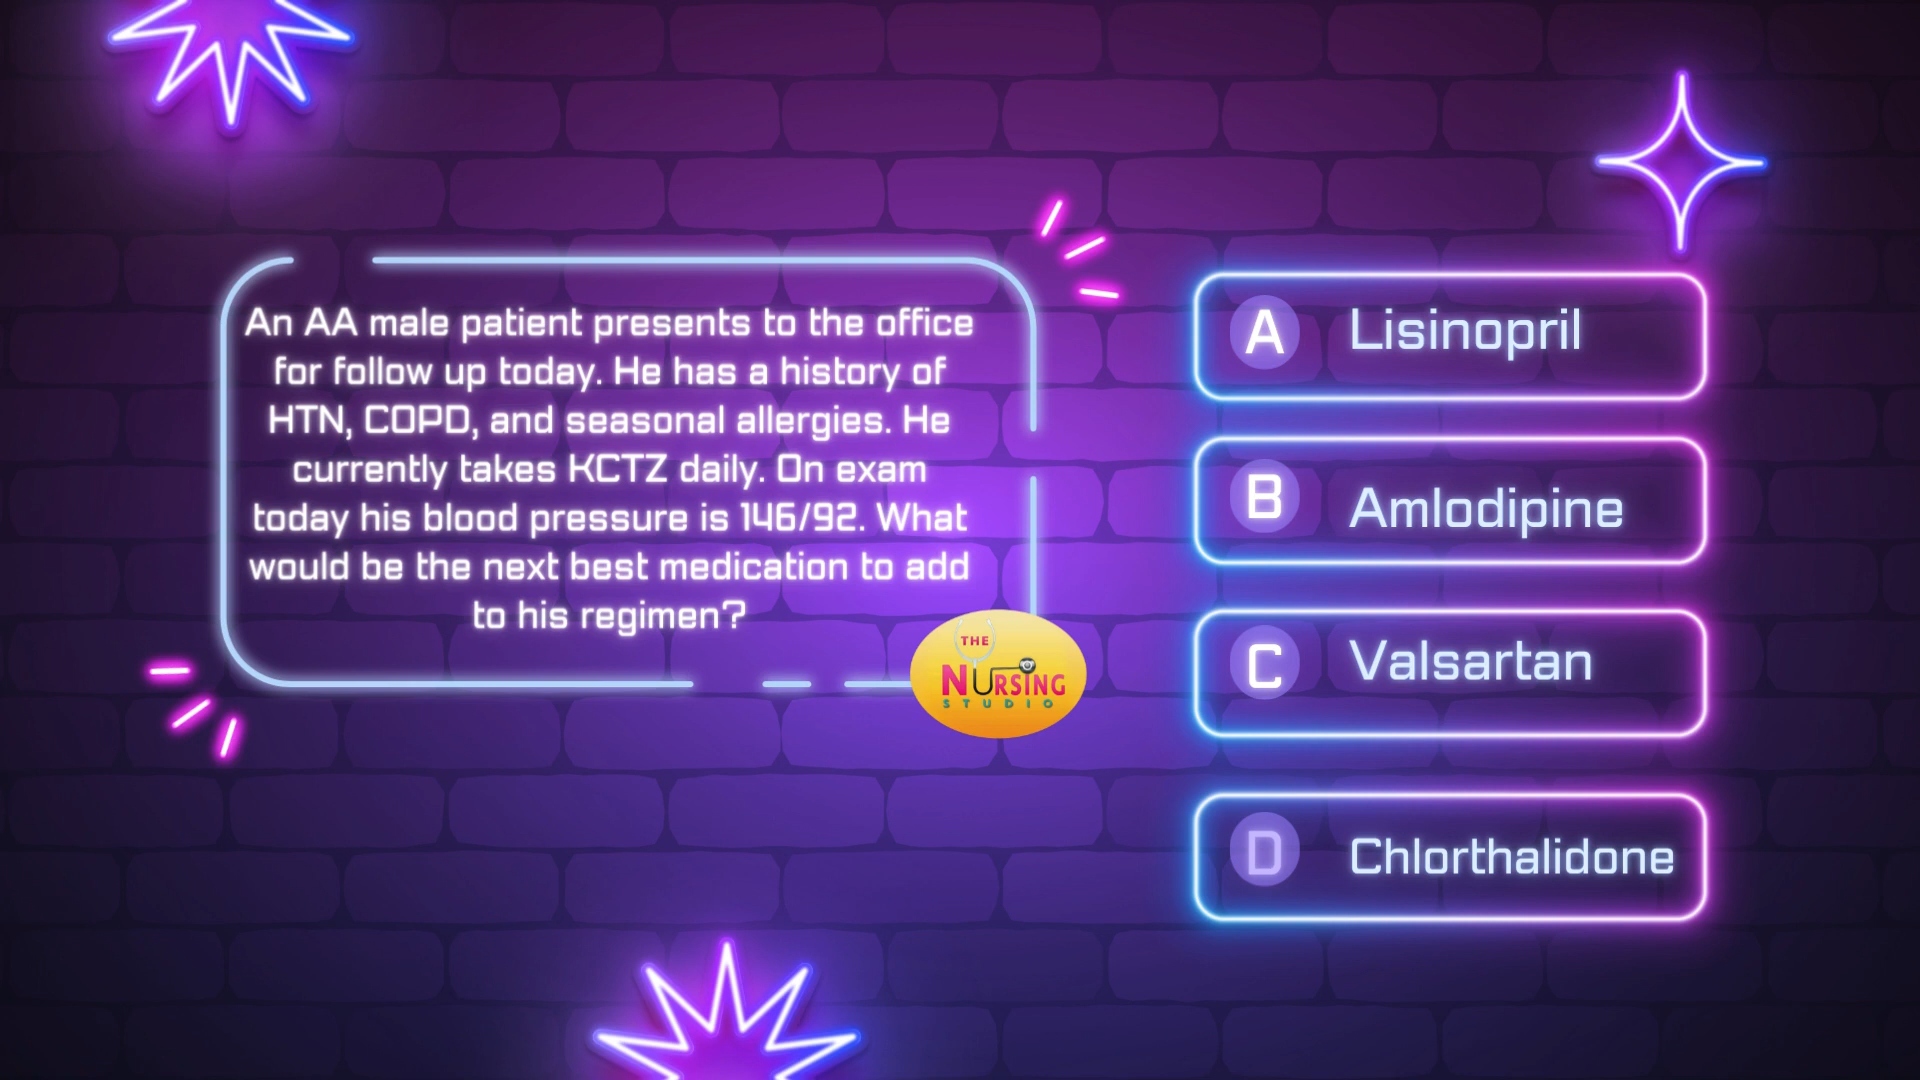 An AA male patient presents to the office
for follow up today. He has a history of
HTN, COPD, and seasonal allergies. He
currently takes KCTZ daily. On exam
today his blood pressure is 146/92. What
would be the next best medication to add
to his regimen?
THE
NURSING
STUDIO
A Lisinopril
B Amlodipine
C Valsartan
D Chlorthalidone